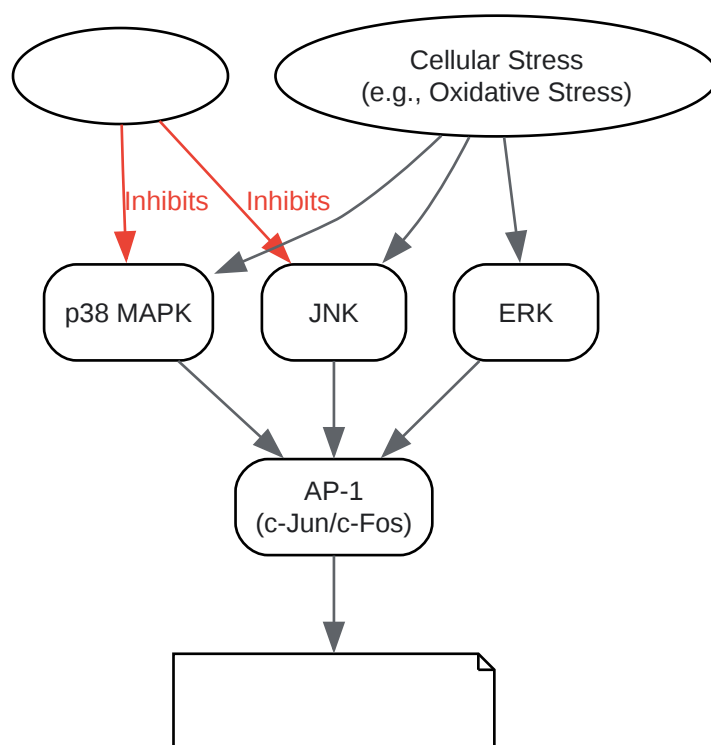 Cellular Stress
(e.g., Oxidative Stress)
Inhibits
Inhibits
p38 MAPK
JNK
ERK
AP-1
(c-Jun/c-Fos)